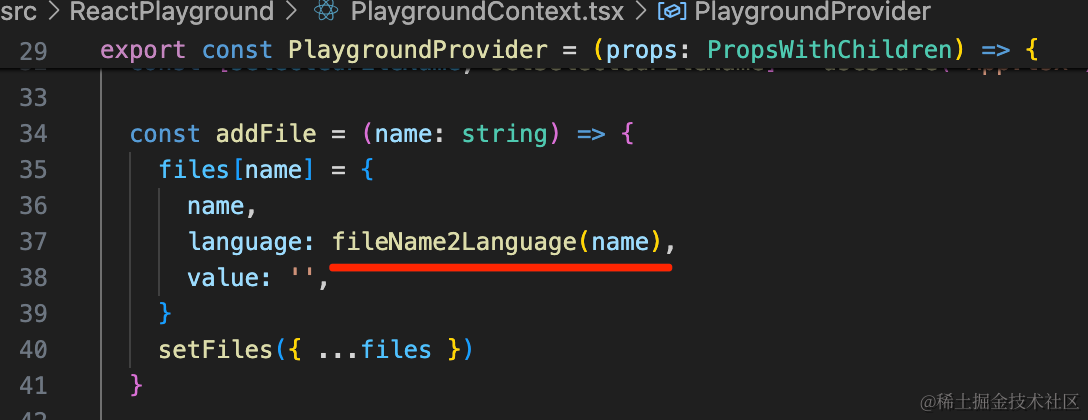 src > ReactPlayground > PlaygroundContext.tsx > PlaygroundProvider
29 export const PlaygroundProvider = (props: PropsWithChildren) => {
33
34 const addFile = (name: string) => {
35 files[name] = {
36 name,
37 language: fileName2Language(name),
38 value: '',
39 }
40 setFiles({ ...files })
41 }
@稀土掘金技术社区